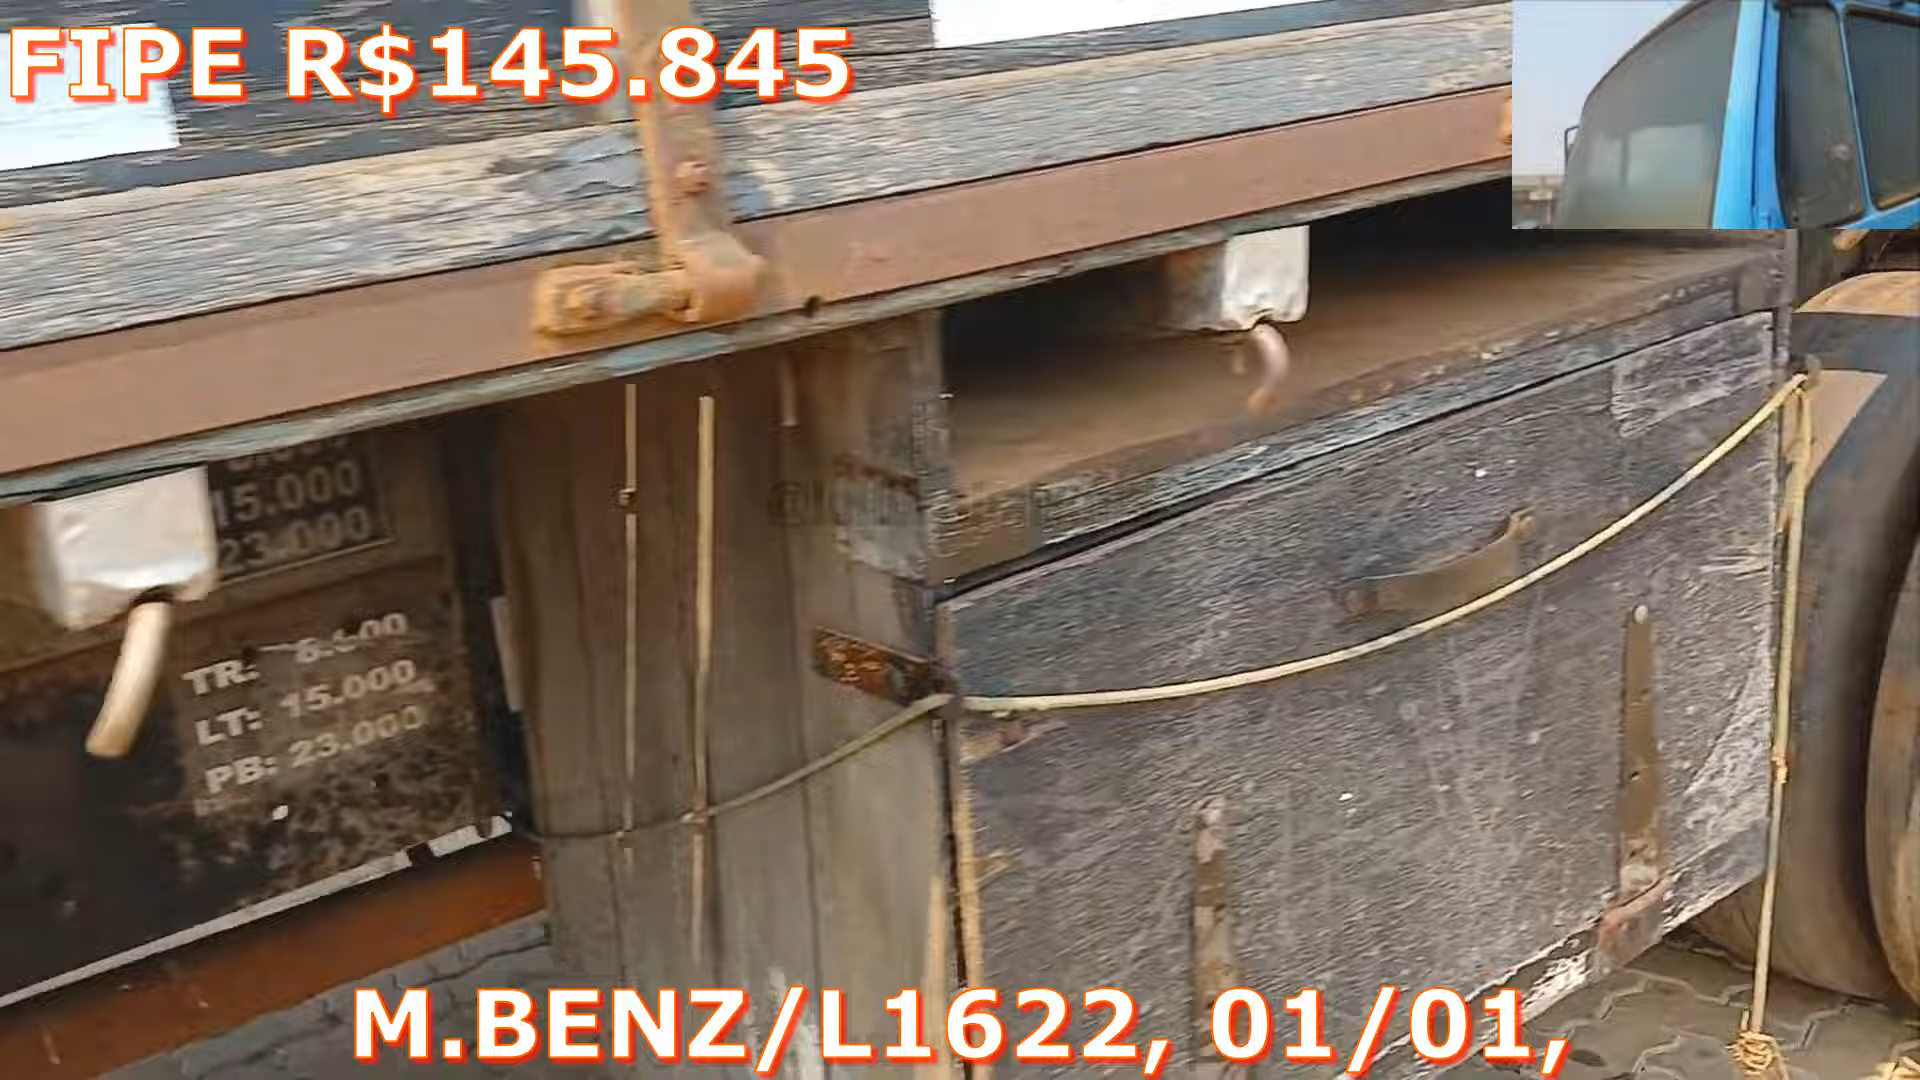 FIPE R$145.845
15.000
23.000
TR:
LT: 15.000
PB: 23.000
M.BENZ/L1622, 01/01,